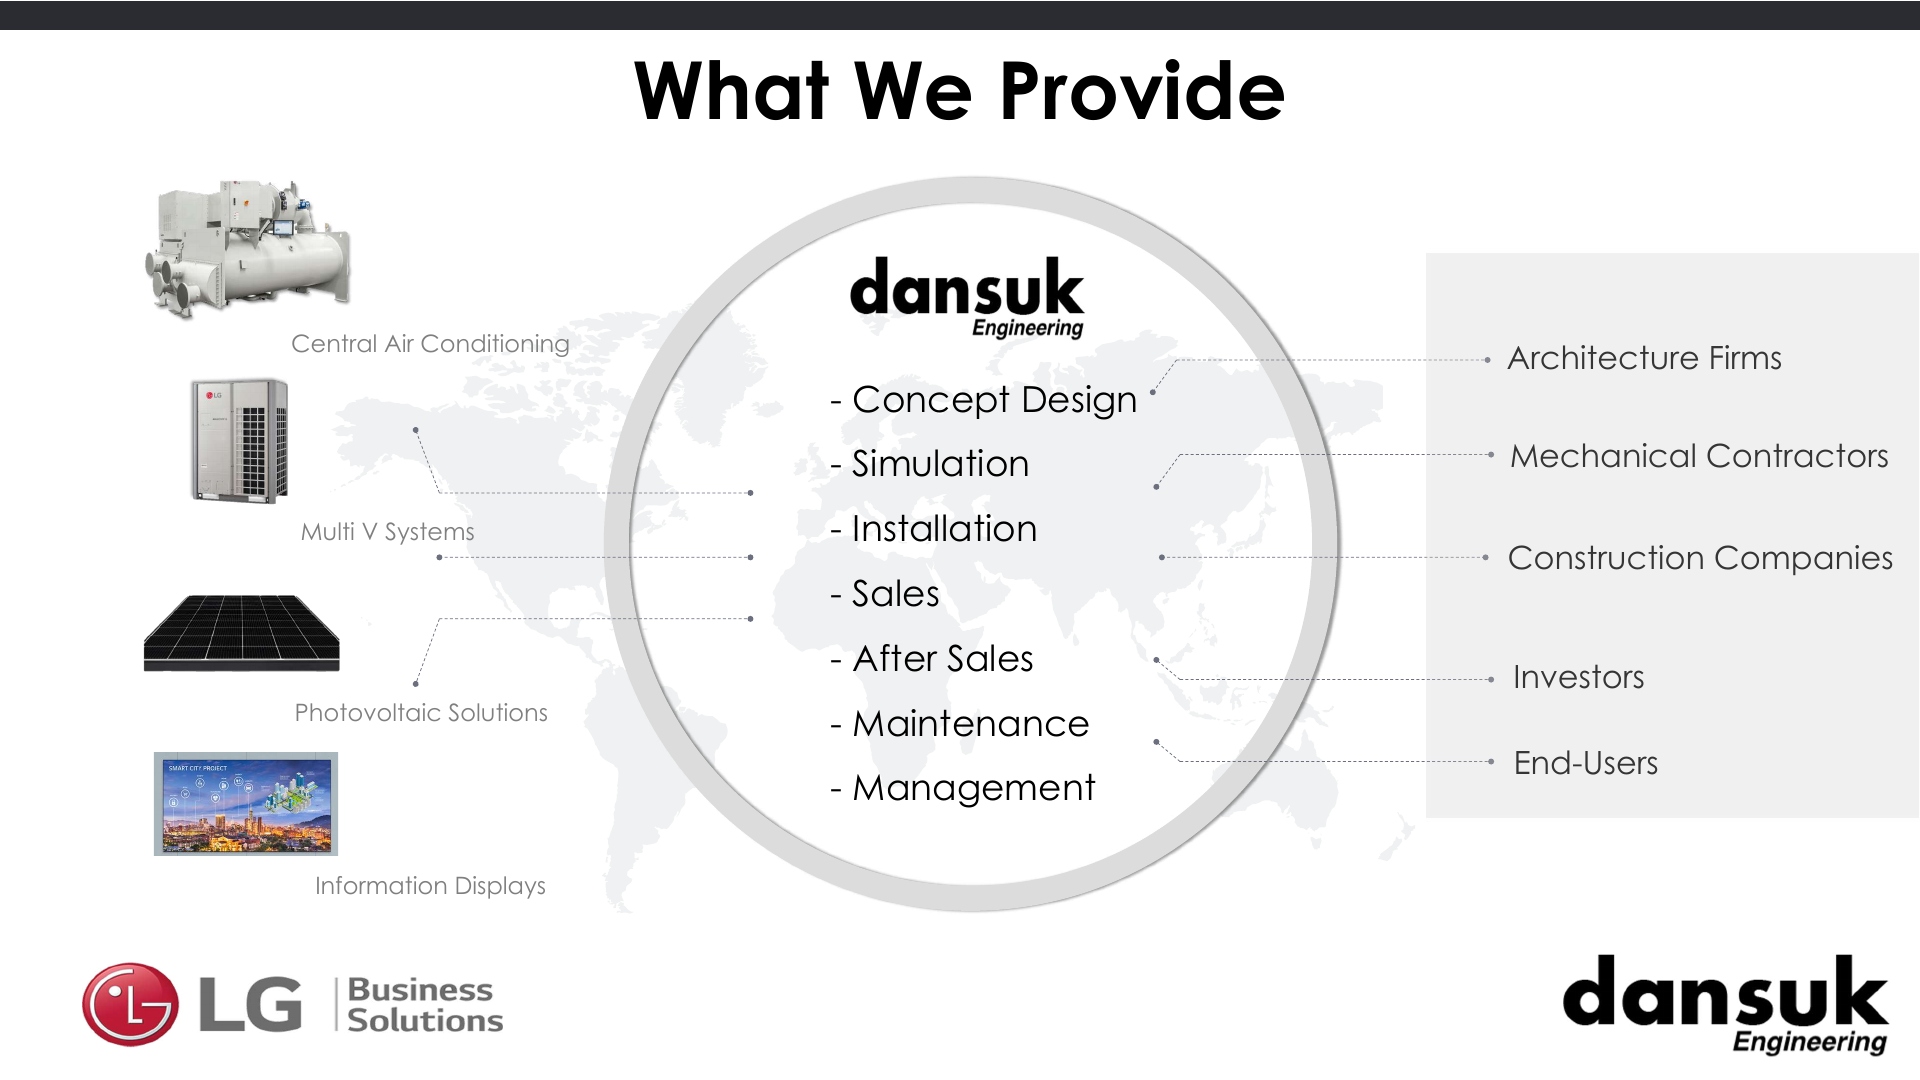 What We Provide
Central Air Conditioning
LG
Multi V Systems
Photovoltaic Solutions
SMART CITY PROJECT
Information Displays
dansuk
Engineering
- Concept Design
- Simulation
- Installation
- Sales
- After Sales
- Maintenance
- Management
Architecture Firms
Mechanical Contractors
Construction Companies
Investors
End-Users
LG
Business
Solutions
dansuk
Engineering